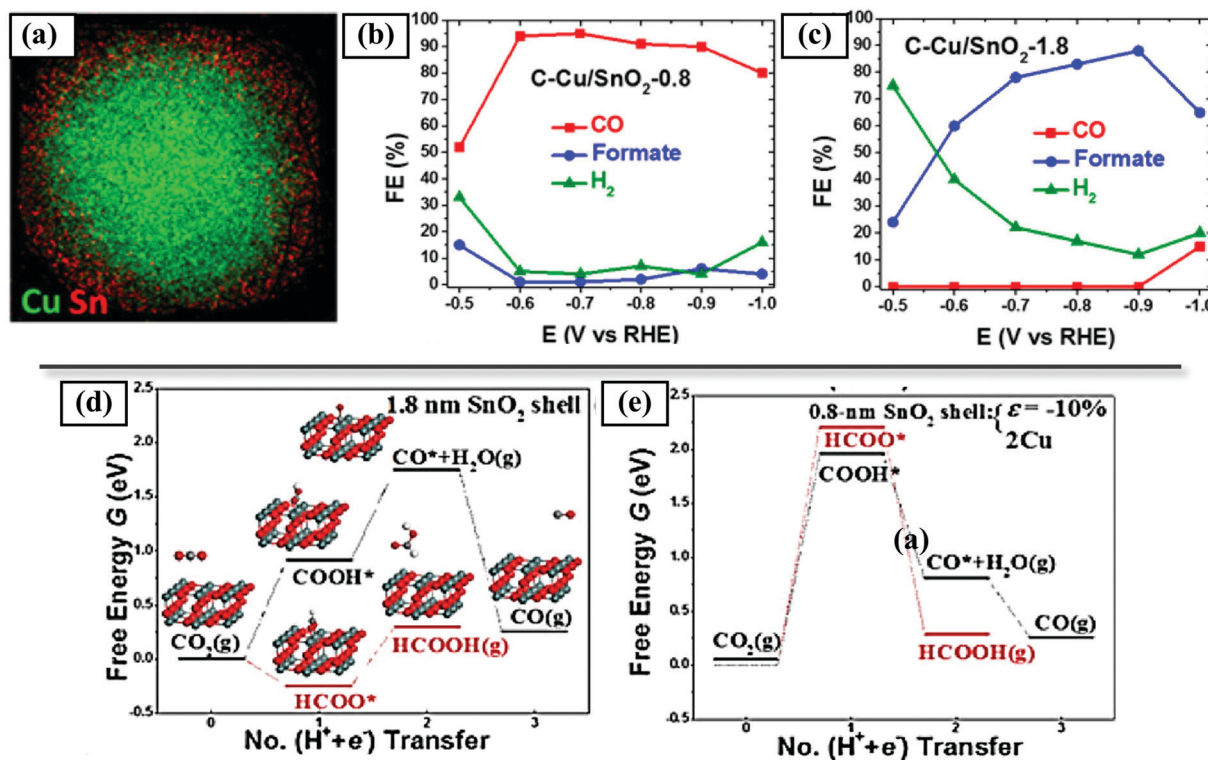 (a)
Cu Sn
(b)
C-Cu/SnO2-0.8
CO
Formate
H2
FE (%)
100
90
80
70
60
50
40
30
20
10
0
-0.5 -0.6 -0.7 -0.8 -0.9 -1.0
E (V vs RHE)
(c)
C-Cu/SnO2-1.8
CO
Formate
H2
FE (%)
100
90
80
70
60
50
40
30
20
10
0
-0.5 -0.6 -0.7 -0.8 -0.9 -1.0
E (V vs RHE)
(d)
1.8 nm SnO2 shell
Free Energy G (eV)
2.5
2.0
1.5
1.0
0.5
0.0
-0.5
CO*+H2O(g)
COOH*
CO2(g)
HCOO*
HCOOH(g)
CO(g)
0 1 2 3
No. (H++e-) Transfer
(e)
0.8-nm SnO2 shell:{ε= -10%
2Cu
Free Energy G (eV)
2.5
2.0
1.5
1.0
0.5
0.0
-0.5
HCOO*
COOH*
(a)
CO*+H2O(g)
CO2(g)
CO(g)
HCOOH(g)
0 1 2 3
No. (H++e-) Transfer